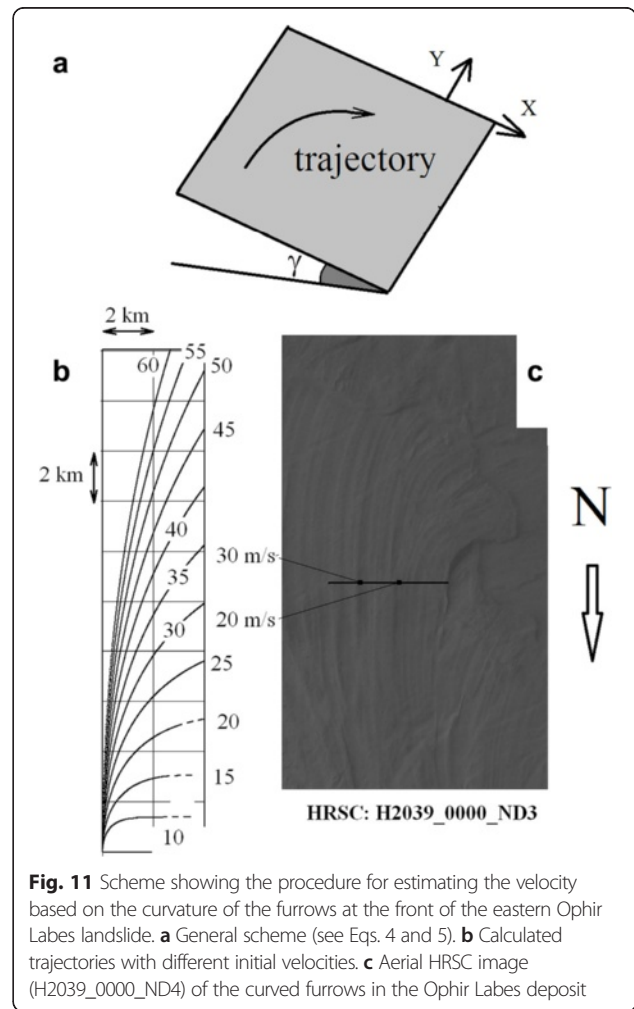 a
Y
X
trajectory
γ
2 km
b
60
55
50
45
2 km
40
35
30
25
20
15
10
30 m/s
20 m/s
c
N
HRSC: H2039_0000_ND3
Fig. 11 Scheme showing the procedure for estimating the velocity
based on the curvature of the furrows at the front of the eastern Ophir
Labes landslide. a General scheme (see Eqs. 4 and 5). b Calculated
trajectories with different initial velocities. c Aerial HRSC image
(H2039_0000_ND4) of the curved furrows in the Ophir Labes deposit